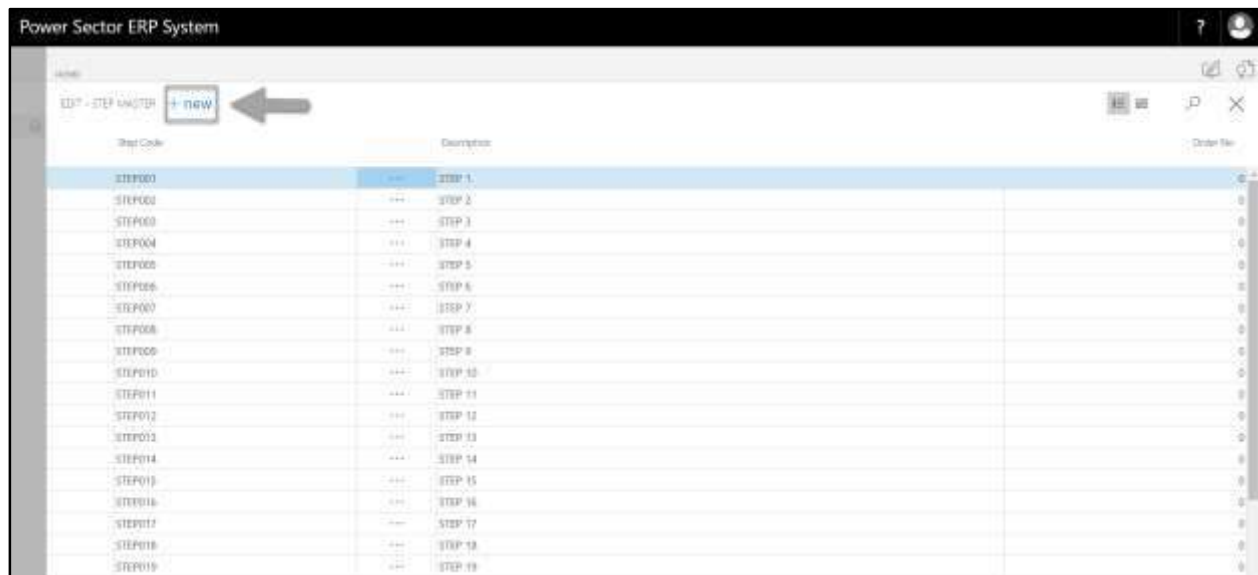 Power Sector ERP System ?
HOME
EDIT - STEP MASTER + new
Step Code Description Order No
STEP001 ... STEP 1 0
STEP002 ... STEP 2 0
STEP003 ... STEP 3 0
STEP004 ... STEP 4 0
STEP005 ... STEP 5 0
STEP006 ... STEP 6 0
STEP007 ... STEP 7 0
STEP008 ... STEP 8 0
STEP009 ... STEP 9 0
STEP010 ... STEP 10 0
STEP011 ... STEP 11 0
STEP012 ... STEP 12 0
STEP013 ... STEP 13 0
STEP014 ... STEP 14 0
STEP015 ... STEP 15 0
STEP016 ... STEP 16 0
STEP017 ... STEP 17 0
STEP018 ... STEP 18 0
STEP019 ... STEP 19 0